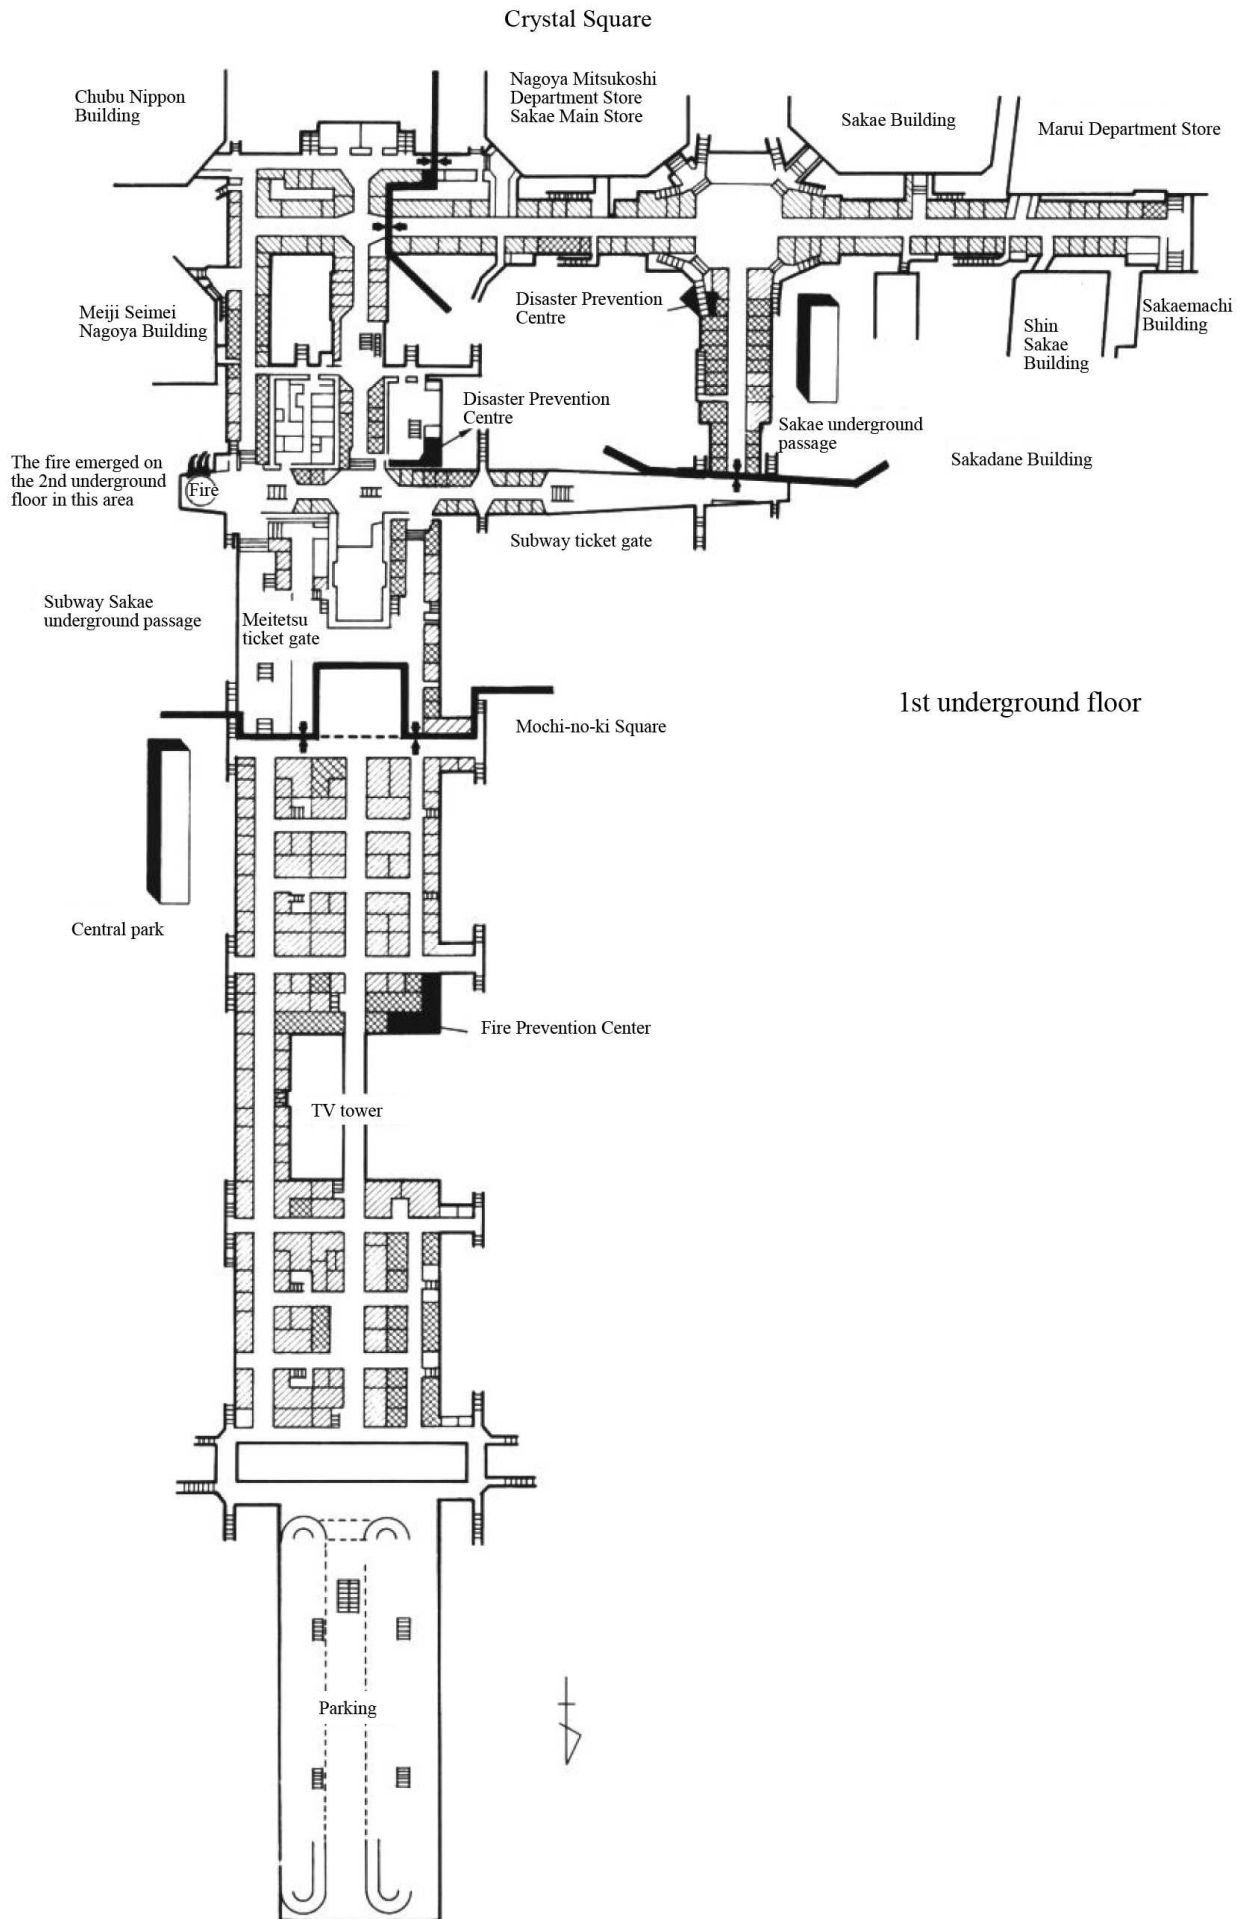 Crystal Square
Chubu Nippon
Building
Nagoya Mitsukoshi
Department Store
Sakae Main Store
Sakae Building
Marui Department Store
Meiji Seimei
Nagoya Building
Disaster Prevention
Centre
Shin
Sakae
Building
Sakaemachi
Building
Disaster Prevention
Centre
Sakae underground
passage
Sakadane Building
The fire emerged on
the 2nd underground
floor in this area
Fire
Subway ticket gate
Subway Sakae
underground passage
Meitetsu
ticket gate
1st underground floor
Mochi-no-ki Square
Central park
Fire Prevention Center
TV tower
Parking